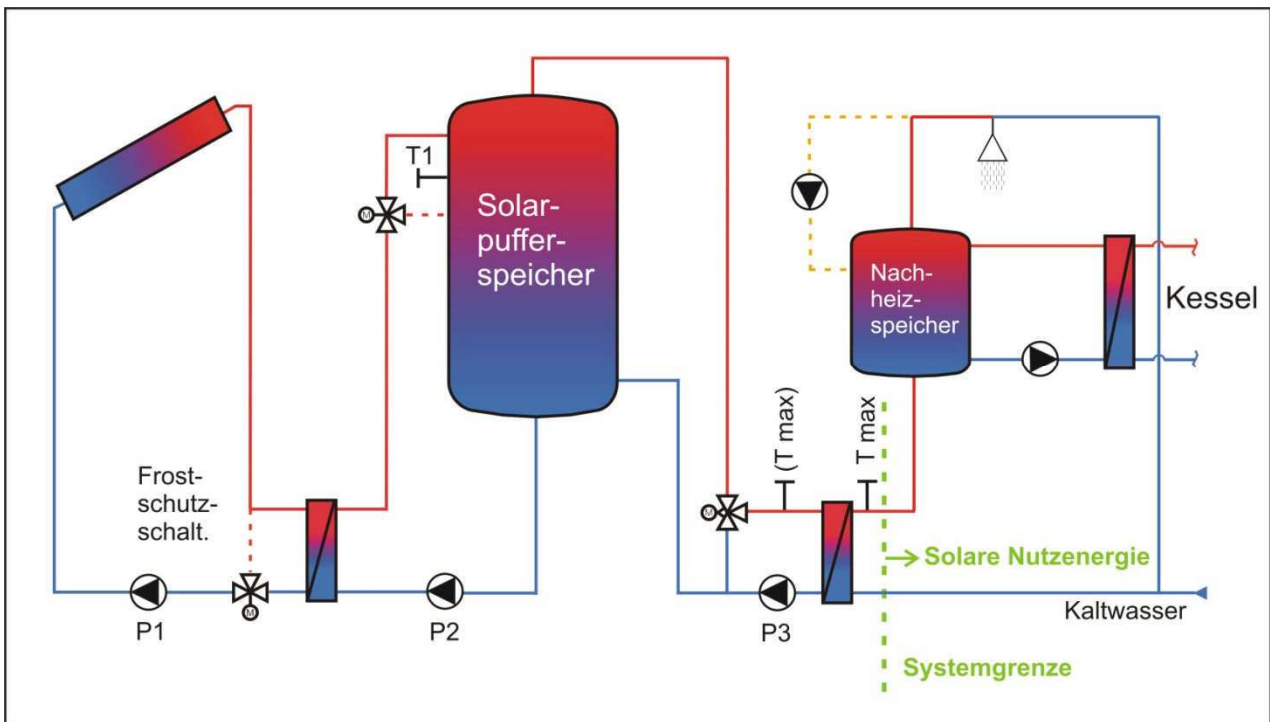 T1
Solar-
puffer-
speicher
Nach-
heiz-
speicher
Kessel
(T max)
T max
Frost-
schutz-
schalt.
M
M
M
Solare Nutzenergie
Kaltwasser
P1
P2
P3
Systemgrenze